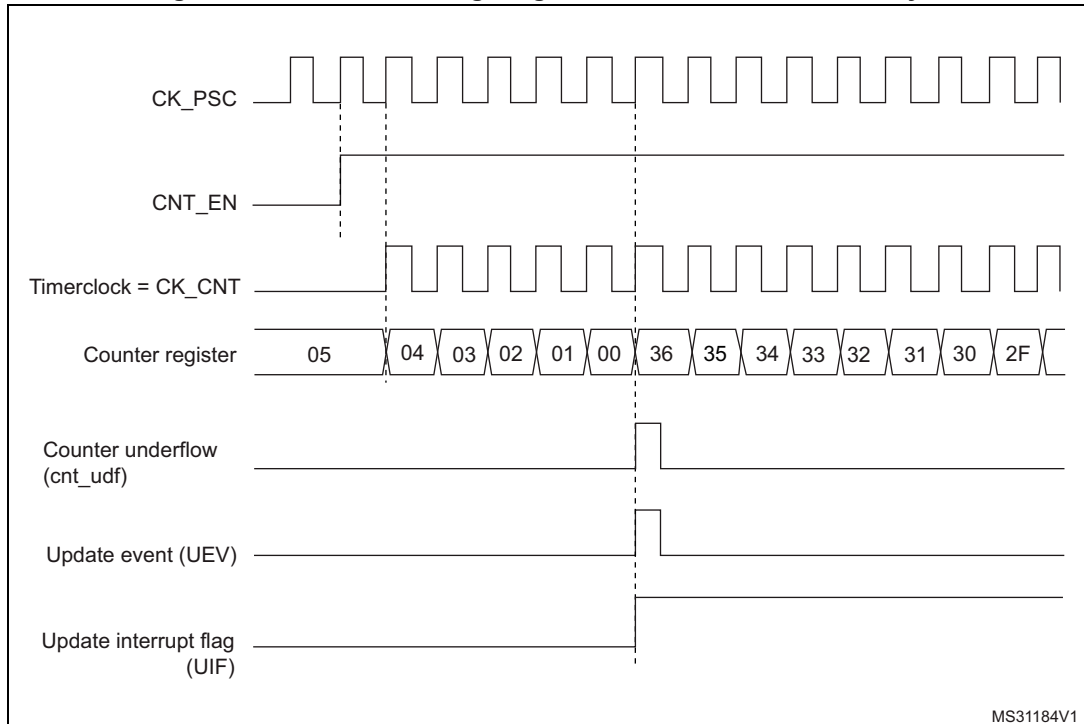 CK_PSC
CNT_EN
Timerclock = CK_CNT
Counter register 05 04 03 02 01 00 36 35 34 33 32 31 30 2F
Counter underflow
(cnt_udf)
Update event (UEV)
Update interrupt flag
(UIF)
MS31184V1